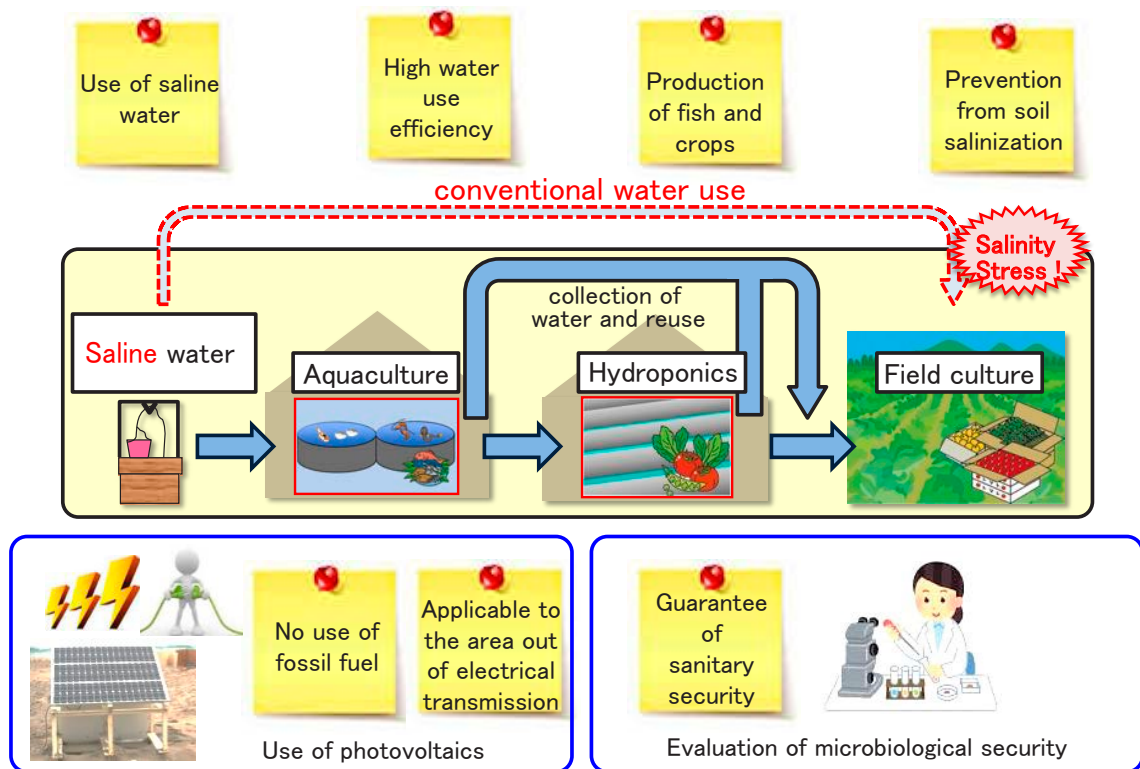 Use of saline
water
High water
use
efficiency
Production
of fish and
crops
Prevention
from soil
salinization
conventional water use
Salinity
Stress !
collection of
water and reuse
Saline water
Aquaculture
Hydroponics
Field culture
No use of
fossil fuel
Applicable to
the area out
of electrical
transmission
Use of photovoltaics
Guarantee
of
sanitary
security
Evaluation of microbiological security